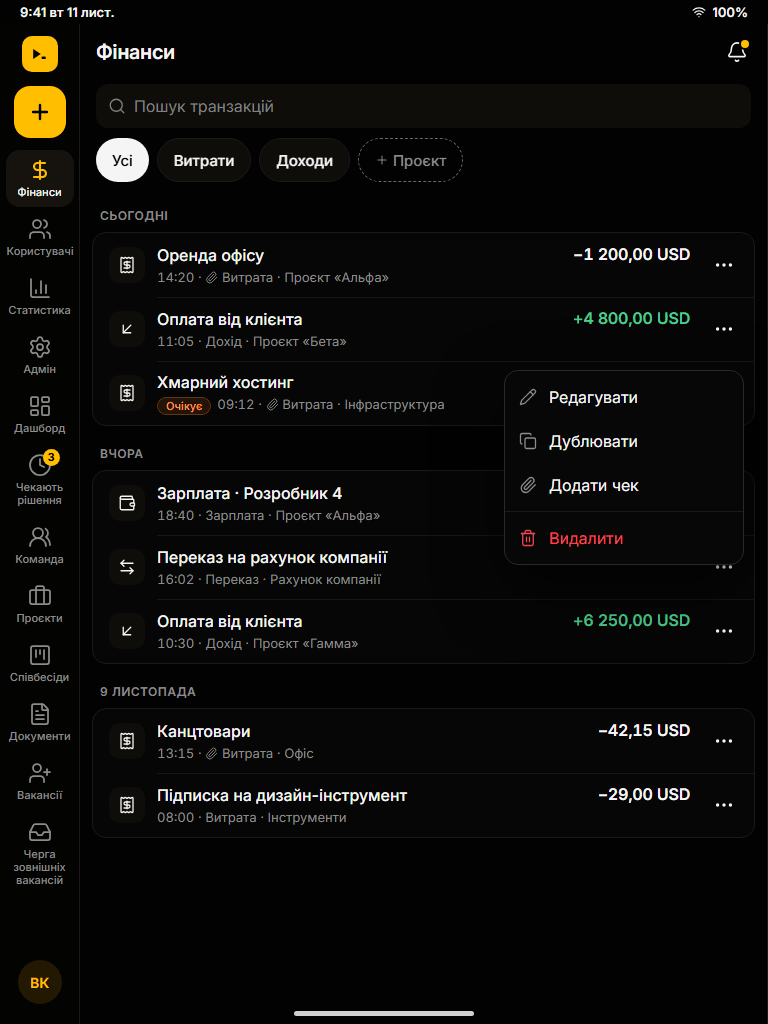 9:41 вт 11 лист.
100%
Фінанси
Пошук транзакцій
Усі
Витрати
Доходи
+ Проєкт
Фінанси
Користувачі
Статистика
Адмін
Дашборд
3
Чекають
рішення
Команда
Проєкти
Співбесіди
Документи
Вакансії
Черга
зовнішніх
вакансій
ВК
СЬОГОДНІ
Оренда офісу
−1 200,00 USD
14:20 · Витрата · Проєкт «Альфа»
Оплата від клієнта
+4 800,00 USD
11:05 · Дохід · Проєкт «Бета»
Хмарний хостинг
Очікує 09:12 · Витрата · Інфраструктура
Редагувати
Дублювати
Додати чек
Видалити
ВЧОРА
Зарплата · Розробник 4
18:40 · Зарплата · Проєкт «Альфа»
Переказ на рахунок компанії
16:02 · Переказ · Рахунок компанії
Оплата від клієнта
+6 250,00 USD
10:30 · Дохід · Проєкт «Гамма»
9 ЛИСТОПАДА
Канцтовари
−42,15 USD
13:15 · Витрата · Офіс
Підписка на дизайн-інструмент
−29,00 USD
08:00 · Витрата · Інструменти